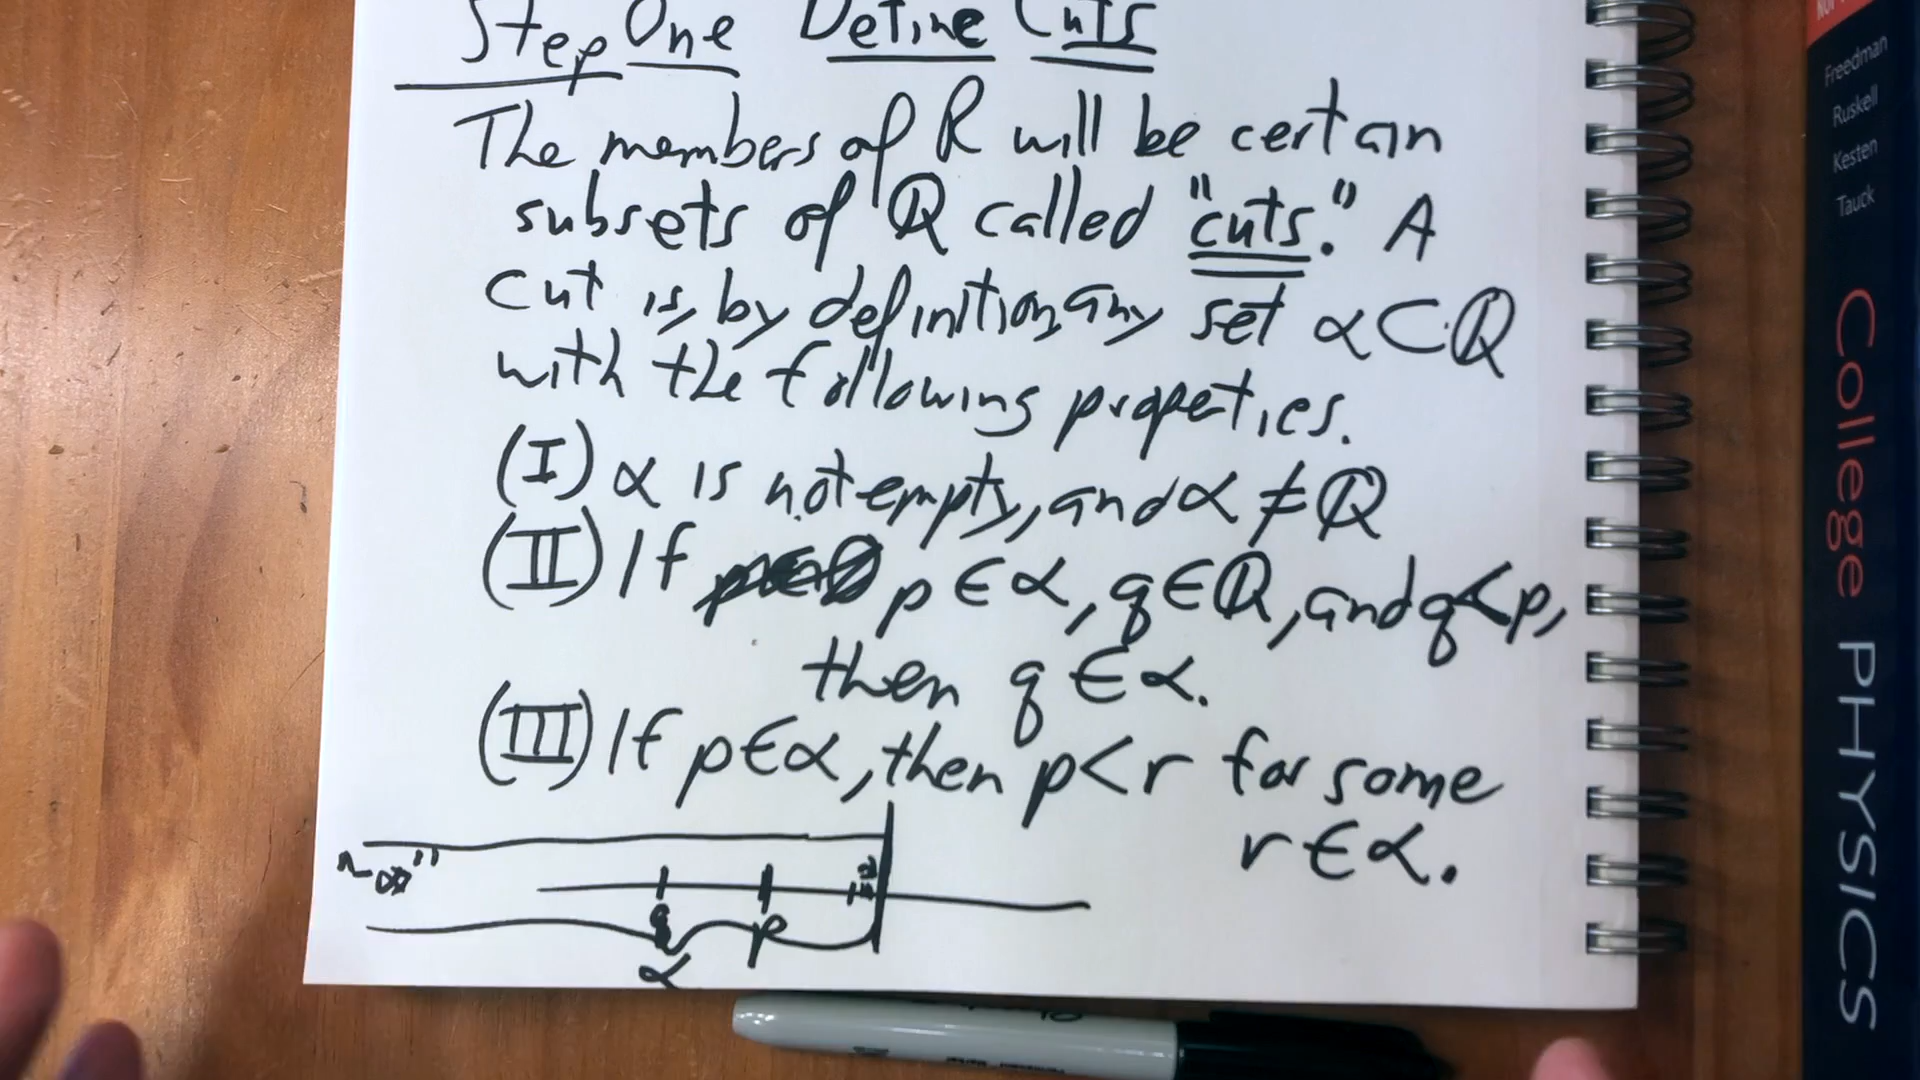 Step One Define Cuts
The members of R will be certain
subsets of ℚ called "cuts." A
cut is, by definition, any set α⊂ℚ
with the following properties.
(I) α is not empty, and α ≠ ℚ
(II) If p∈α, q∈ℚ, and q<p,
then q∈α.
(III) If p∈α, then p<r for some
r∈α.
"-∞"
q p
α
Freedman
Ruskell
Kesten
Tauck
College PHYSICS